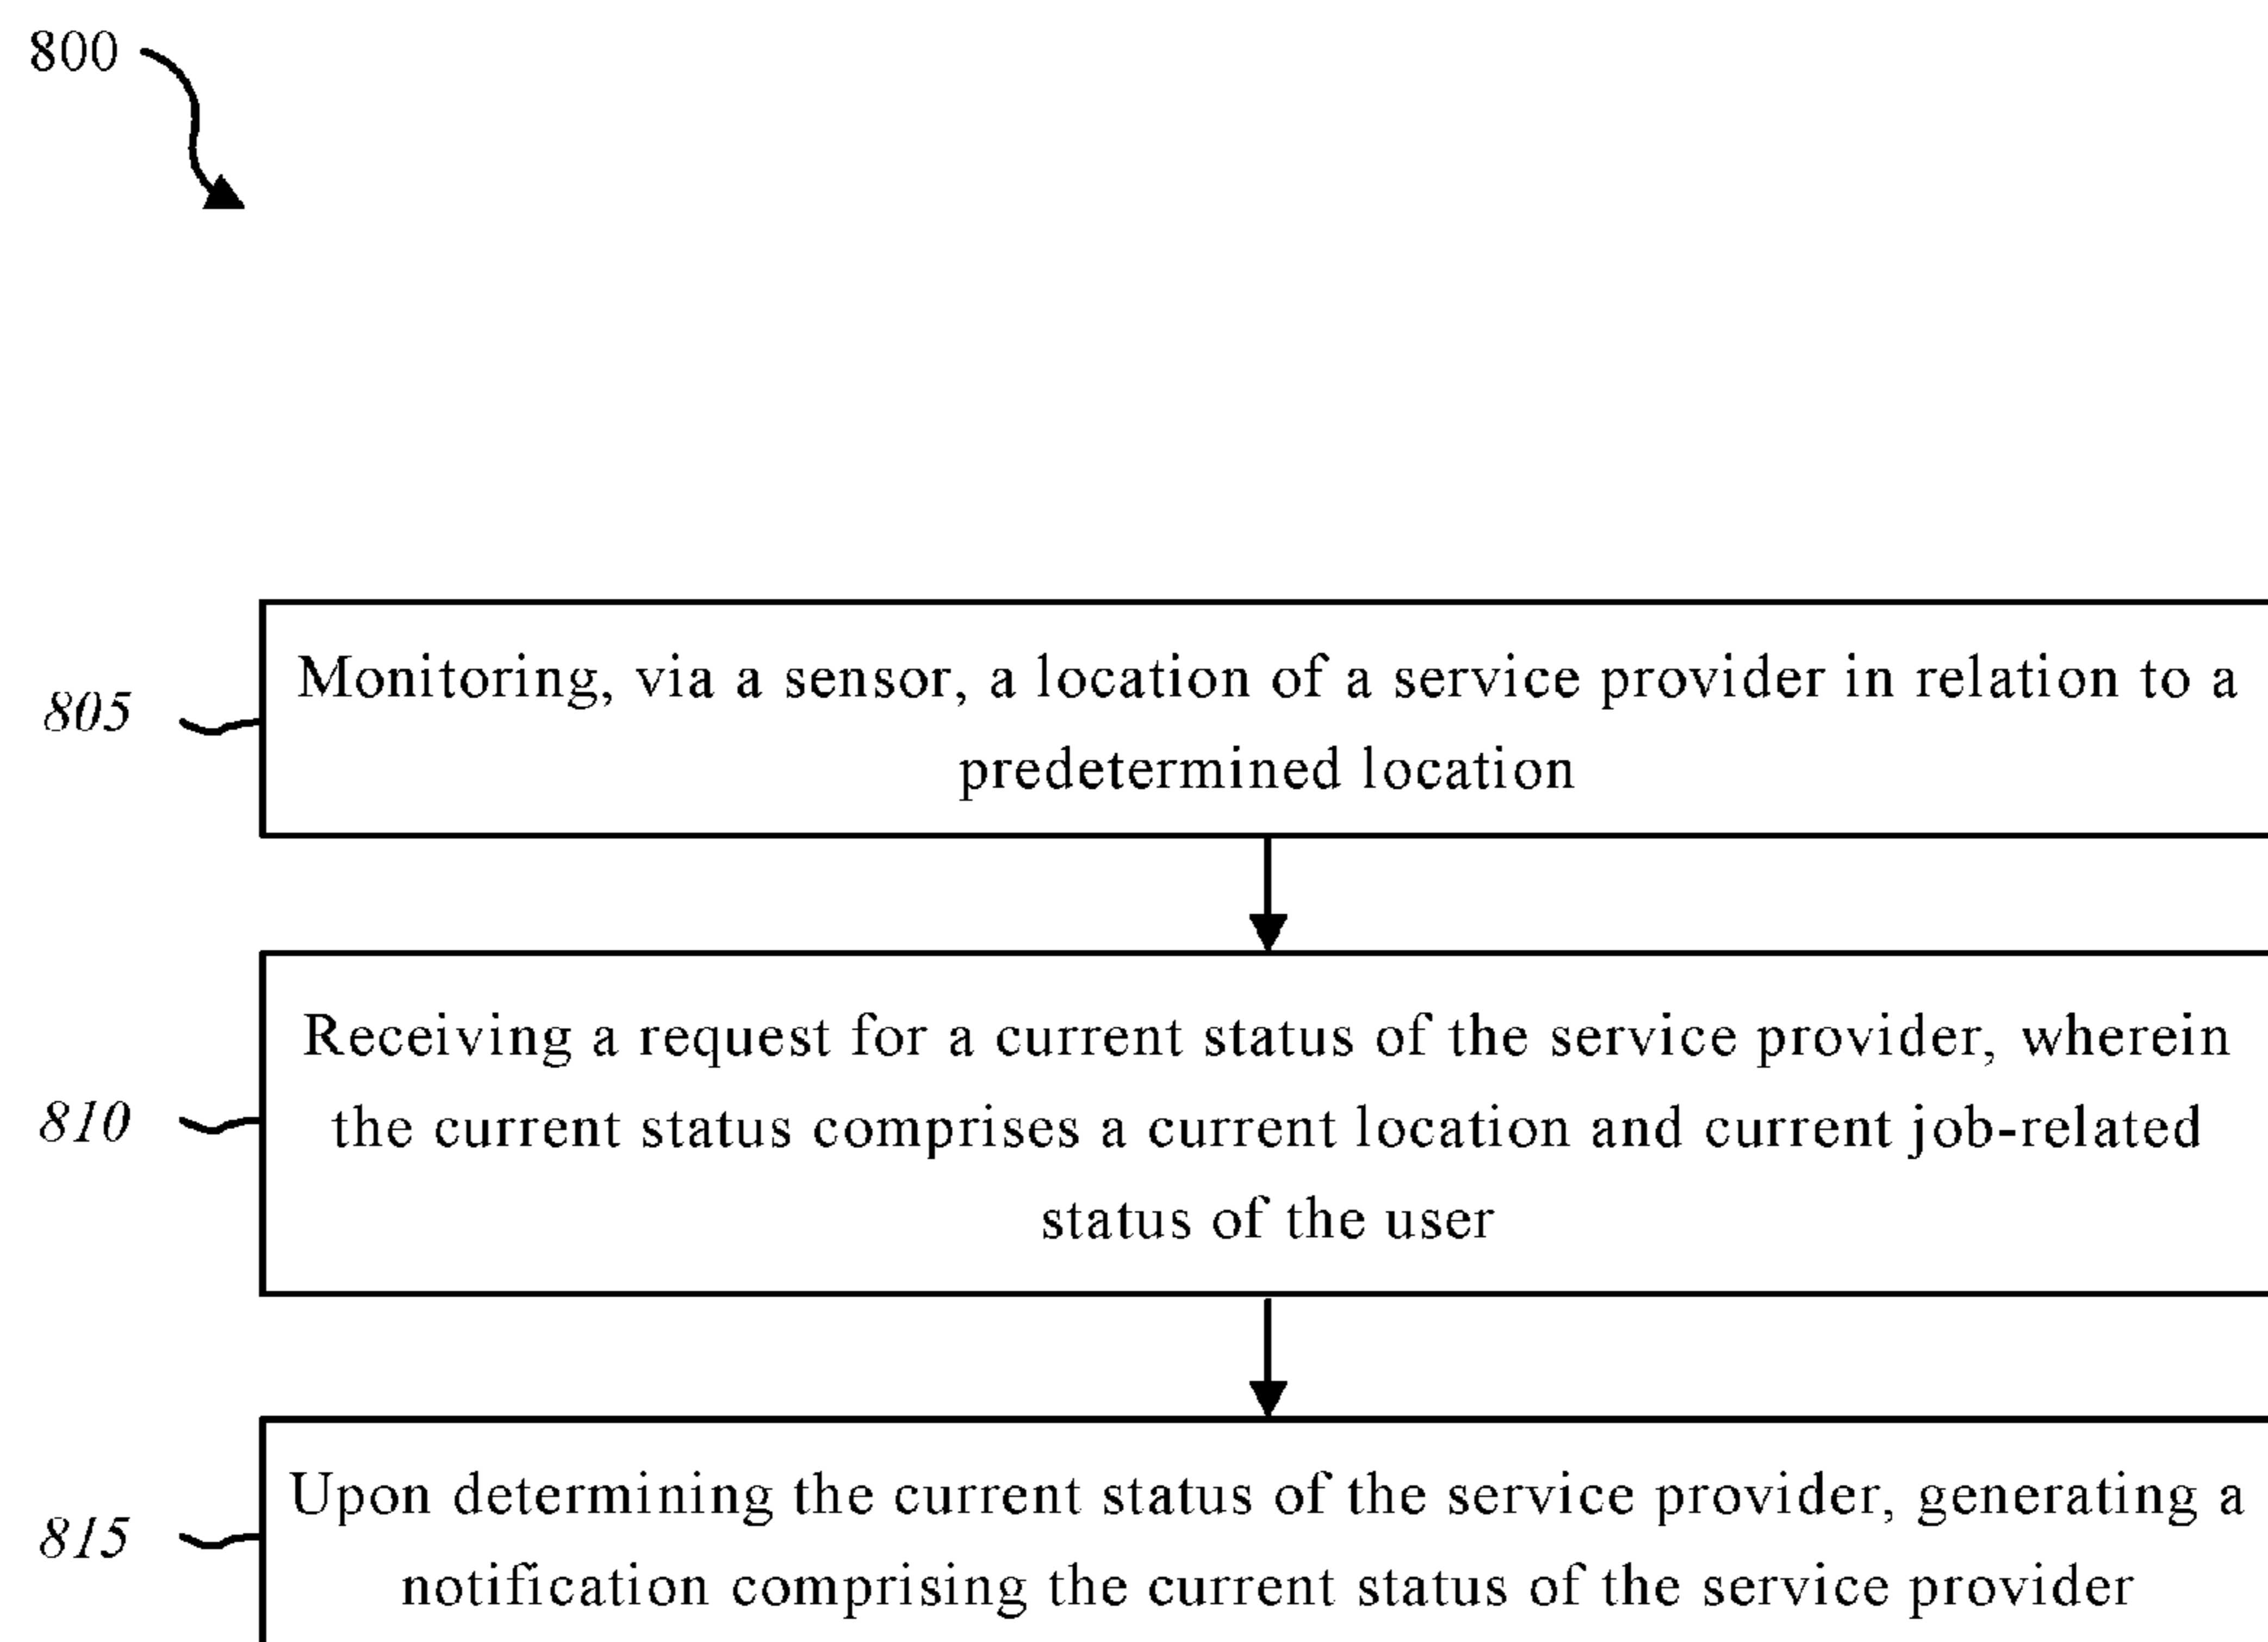 800
805
Monitoring, via a sensor, a location of a service provider in relation to a
predetermined location
810
Receiving a request for a current status of the service provider, wherein
the current status comprises a current location and current job-related
status of the user
815
Upon determining the current status of the service provider, generating a
notification comprising the current status of the service provider